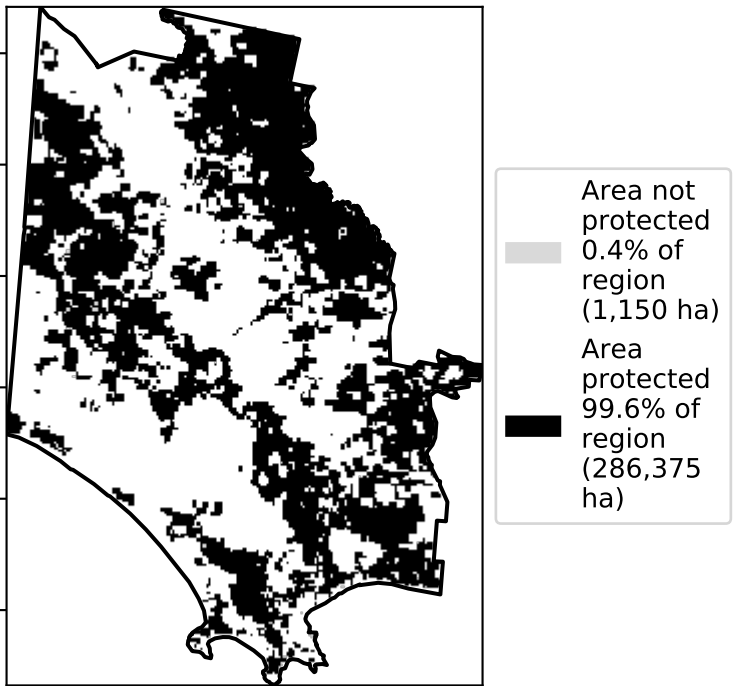 Area not
protected
0.4% of
region
(1,150 ha)
Area
protected
99.6% of
region
(286,375
ha)